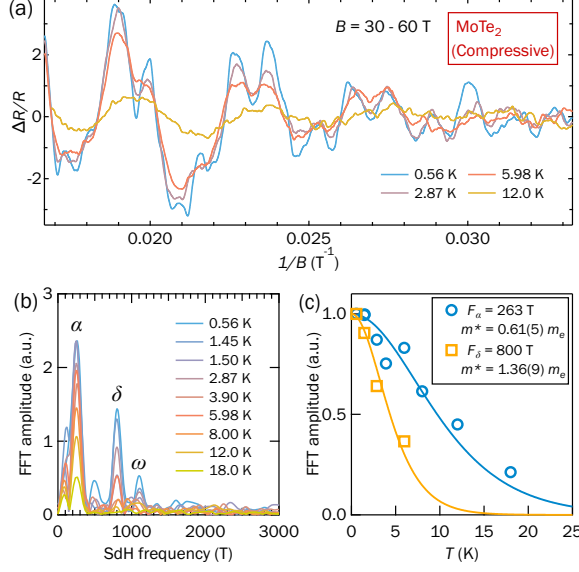 (a)
B = 30 - 60 T
MoTe₂
(Compressive)
ΔR/R
2
0
-2
0.56 K
5.98 K
2.87 K
12.0 K
0.020
0.025
0.030
1/B (T⁻¹)
(b)
FFT amplitude (a.u.)
3
2
1
0
α
δ
ω
0.56 K
1.45 K
1.50 K
2.87 K
3.90 K
5.98 K
8.00 K
12.0 K
18.0 K
0
1000
2000
3000
SdH frequency (T)
(c)
FFT amplitude (a.u.)
1.0
0.5
0.0
Fα = 263 T
m* = 0.61(5) mₑ
Fδ = 800 T
m* = 1.36(9) mₑ
0
5
10
15
20
25
T (K)